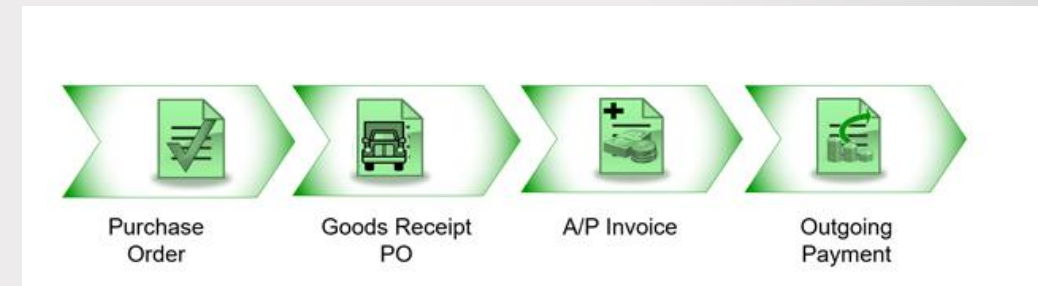 Purchase
Order
Goods Receipt
PO
A/P Invoice
Outgoing
Payment